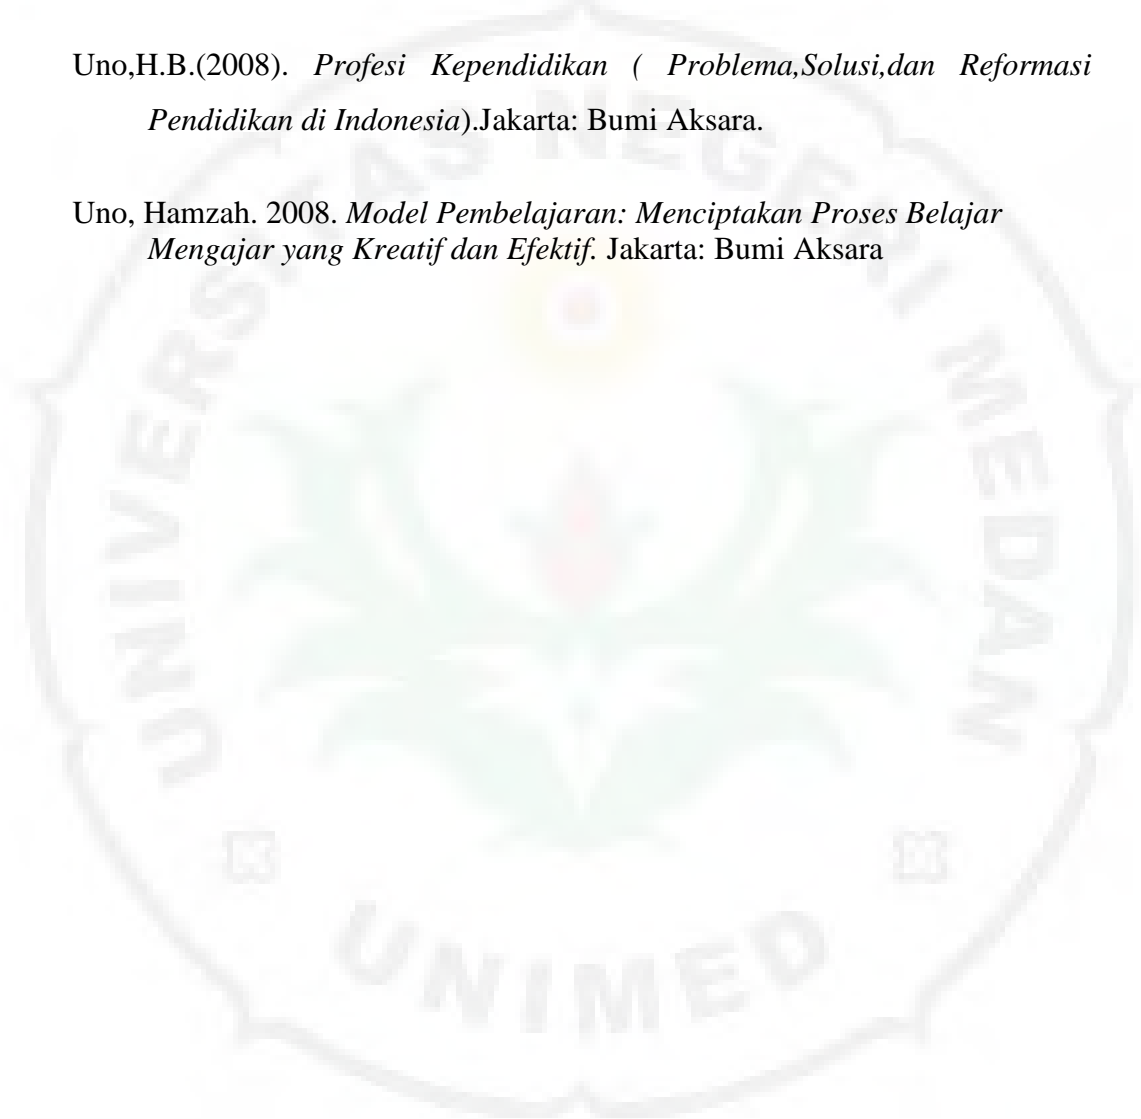 Uno,H.B.(2008). Profesi Kependidikan ( Problema,Solusi,dan Reformasi
Pendidikan di Indonesia).Jakarta: Bumi Aksara.
Uno, Hamzah. 2008. Model Pembelajaran: Menciptakan Proses Belajar
Mengajar yang Kreatif dan Efektif. Jakarta: Bumi Aksara
UNIVERSITAS NEGERI MEDAN
UNIMED